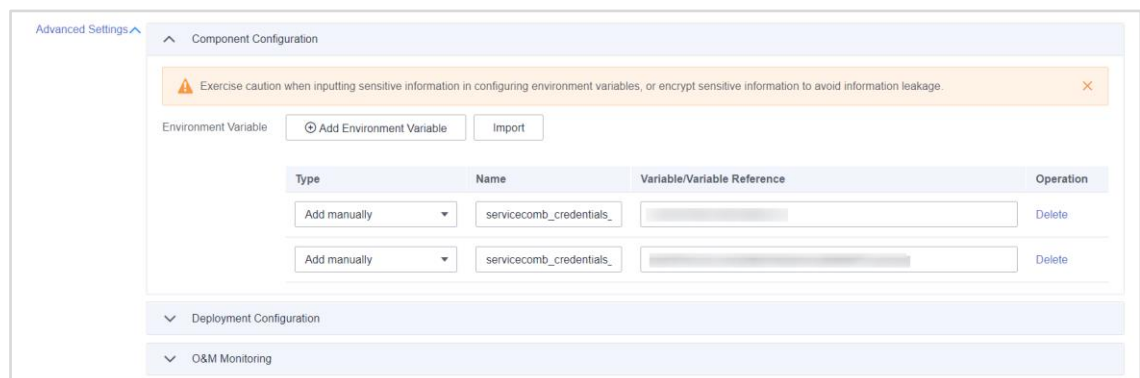 Advanced Settings
Component Configuration
Exercise caution when inputting sensitive information in configuring environment variables, or encrypt sensitive information to avoid information leakage.
Environment Variable Add Environment Variable Import
Type Name Variable/Variable Reference Operation
Add manually servicecomb_credentials_ Delete
Add manually servicecomb_credentials_ Delete
Deployment Configuration
O&M Monitoring